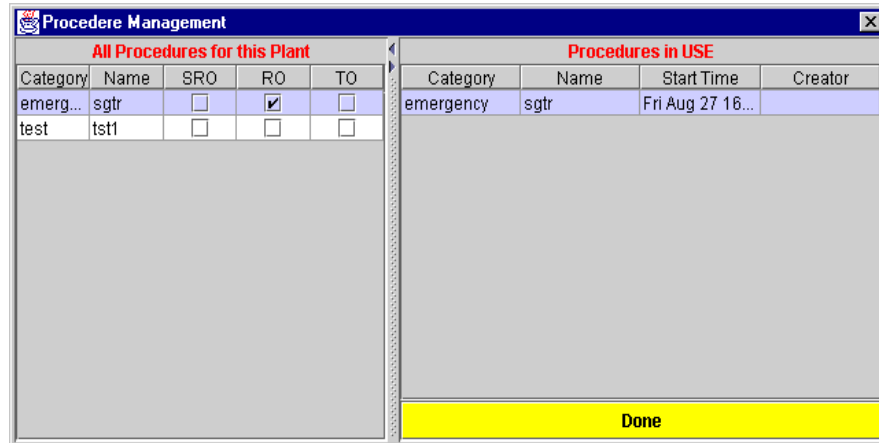 Procedere Management
All Procedures for this Plant
Category Name SRO RO TO
emerg... sgtr
test tst1
Procedures in USE
Category Name Start Time Creator
emergency sgtr Fri Aug 27 16...
Done